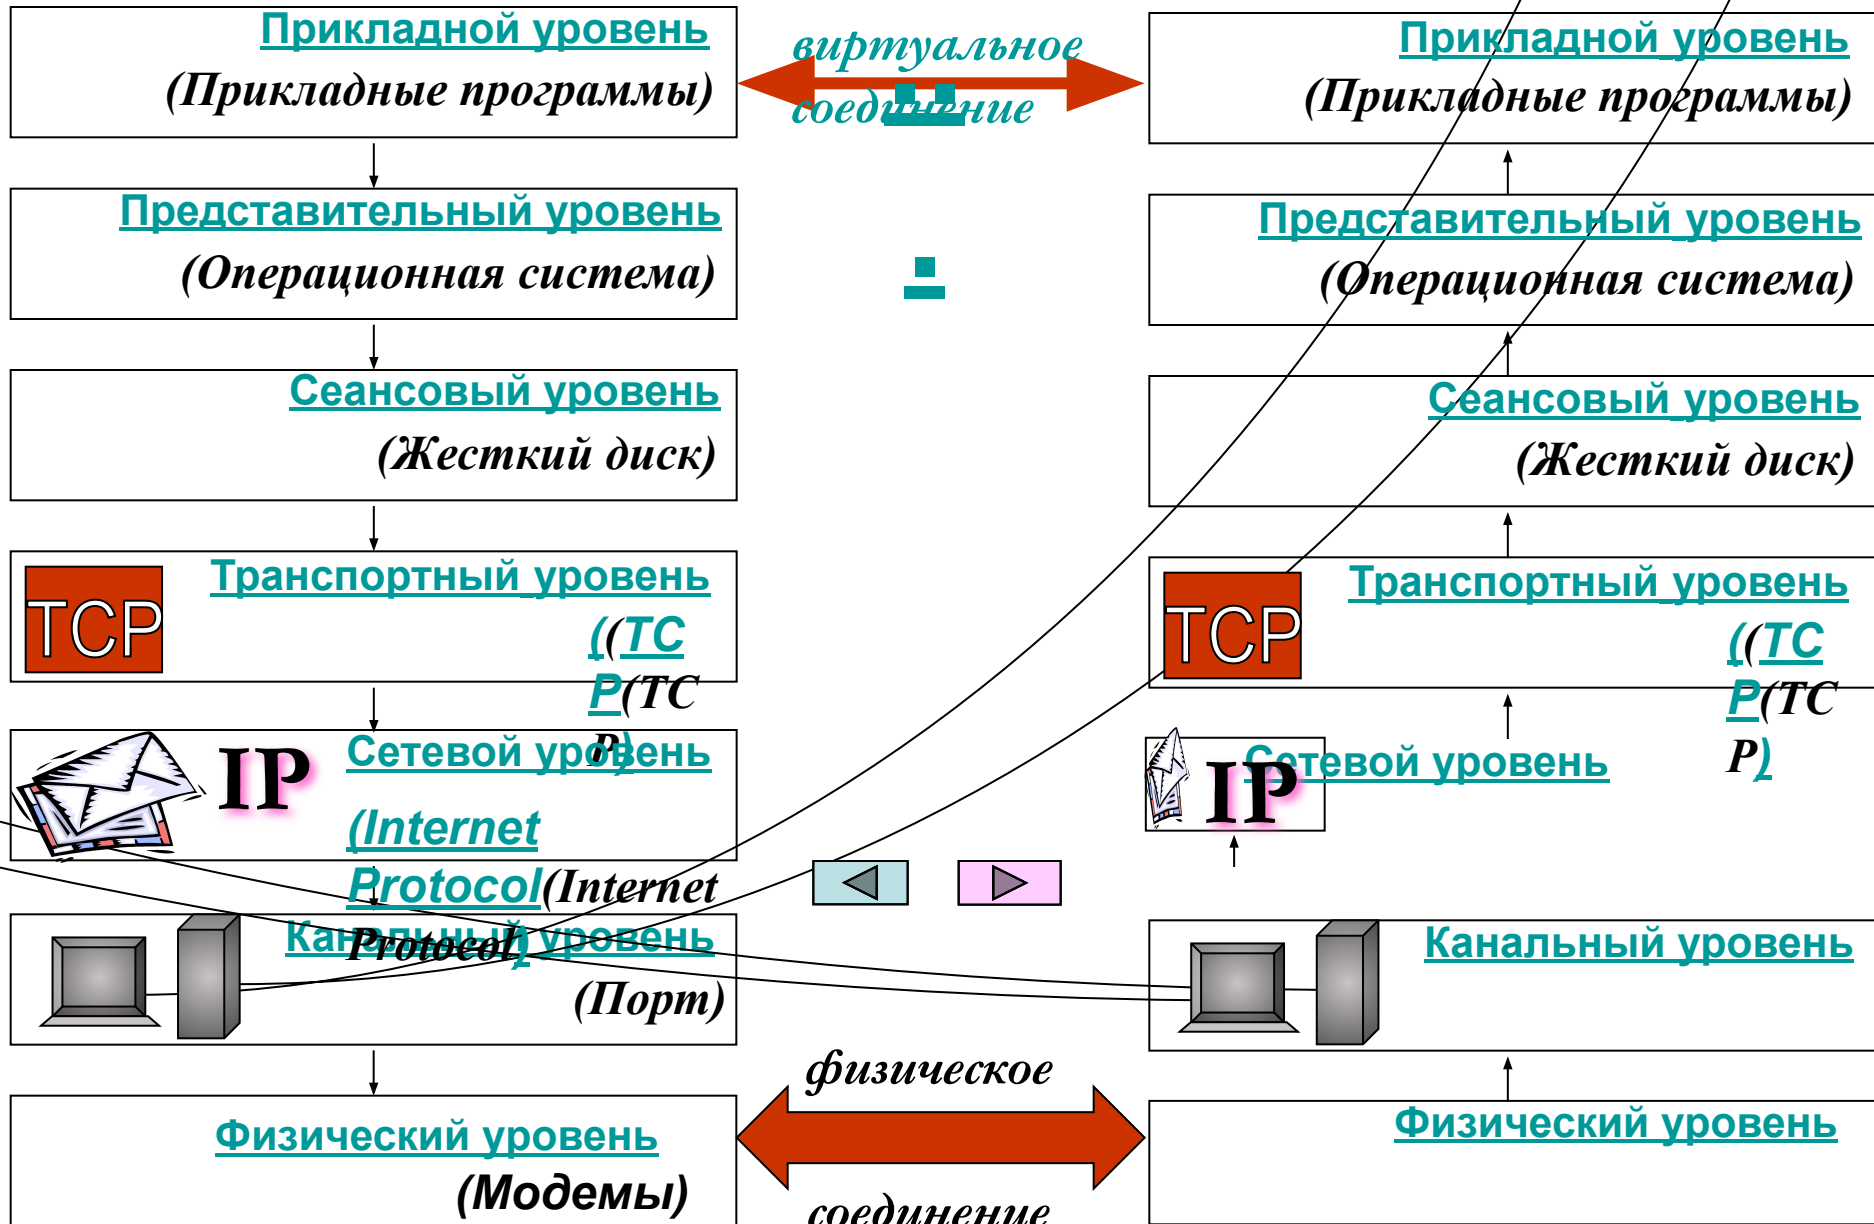 Прикладной уровень
(Прикладные программы)
Представительный уровень
(Операционная система)
Сеансовый уровень
(Жесткий диск)
TCP
Транспортный уровень
((TC
P(TC
P)
IP
Сетевой уровень
(Internet
Protocol(Internet
Protocol)
Канальный уровень
(Порт)
Физический уровень
(Модемы)
виртуальное
соединение
физическое
соединение
Прикладной уровень
(Прикладные программы)
Представительный уровень
(Операционная система)
Сеансовый уровень
(Жесткий диск)
TCP
Транспортный уровень
((TC
P(TC
P)
IP
Сетевой уровень
Канальный уровень
Физический уровень